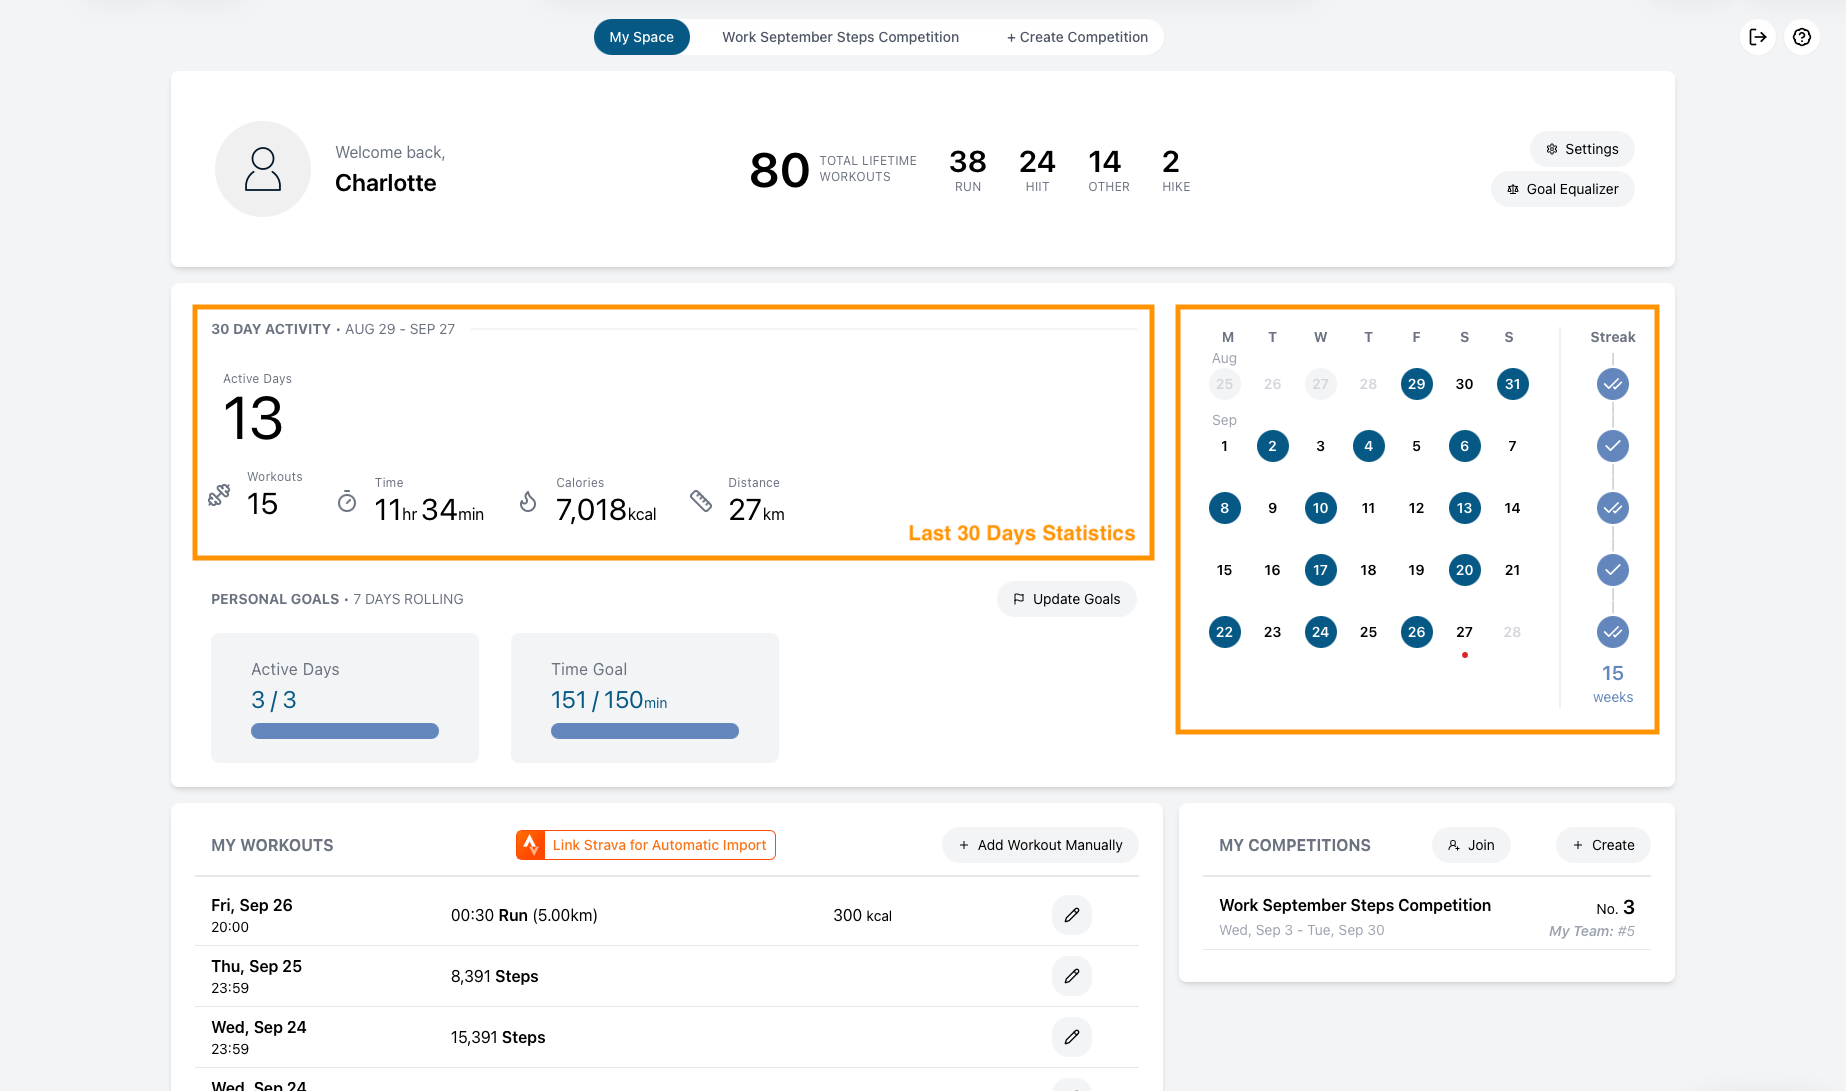 My Space
Work September Steps Competition
+ Create Competition
Welcome back,
Charlotte
80
TOTAL LIFETIME
WORKOUTS
38
RUN
24
HIIT
14
OTHER
2
HIKE
Settings
Goal Equalizer
30 DAY ACTIVITY • AUG 29 - SEP 27
Active Days
13
Workouts
15
Time
11hr 34min
Calories
7,018kcal
Distance
27km
Last 30 Days Statistics
M T W T F S S
Streak
Aug
25 26 27 28 29 30 31
Sep
1 2 3 4 5 6 7
8 9 10 11 12 13 14
15 16 17 18 19 20 21
22 23 24 25 26 27 28
15
weeks
PERSONAL GOALS • 7 DAYS ROLLING
Update Goals
Active Days
3 / 3
Time Goal
151 / 150min
MY WORKOUTS
Link Strava for Automatic Import
+ Add Workout Manually
Fri, Sep 26
20:00
00:30 Run (5.00km)
300 kcal
Thu, Sep 25
23:59
8,391 Steps
Wed, Sep 24
23:59
15,391 Steps
Wed, Sep 24
MY COMPETITIONS
Join
+ Create
Work September Steps Competition
Wed, Sep 3 - Tue, Sep 30
No. 3
My Team: #5